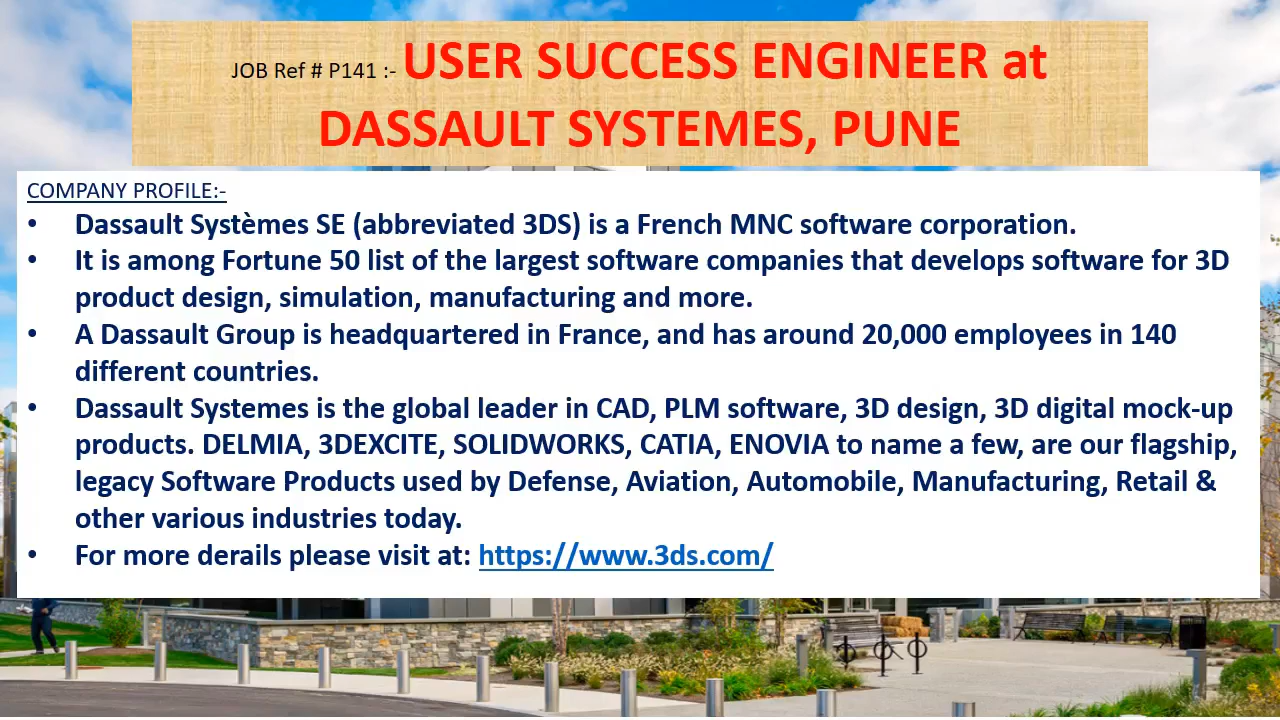 JOB Ref # P141 :- USER SUCCESS ENGINEER at
DASSAULT SYSTEMES, PUNE
COMPANY PROFILE:-
• Dassault Systèmes SE (abbreviated 3DS) is a French MNC software corporation.
• It is among Fortune 50 list of the largest software companies that develops software for 3D
product design, simulation, manufacturing and more.
• A Dassault Group is headquartered in France, and has around 20,000 employees in 140
different countries.
• Dassault Systemes is the global leader in CAD, PLM software, 3D design, 3D digital mock-up
products. DELMIA, 3DEXCITE, SOLIDWORKS, CATIA, ENOVIA to name a few, are our flagship,
legacy Software Products used by Defense, Aviation, Automobile, Manufacturing, Retail &
other various industries today.
• For more derails please visit at: https://www.3ds.com/